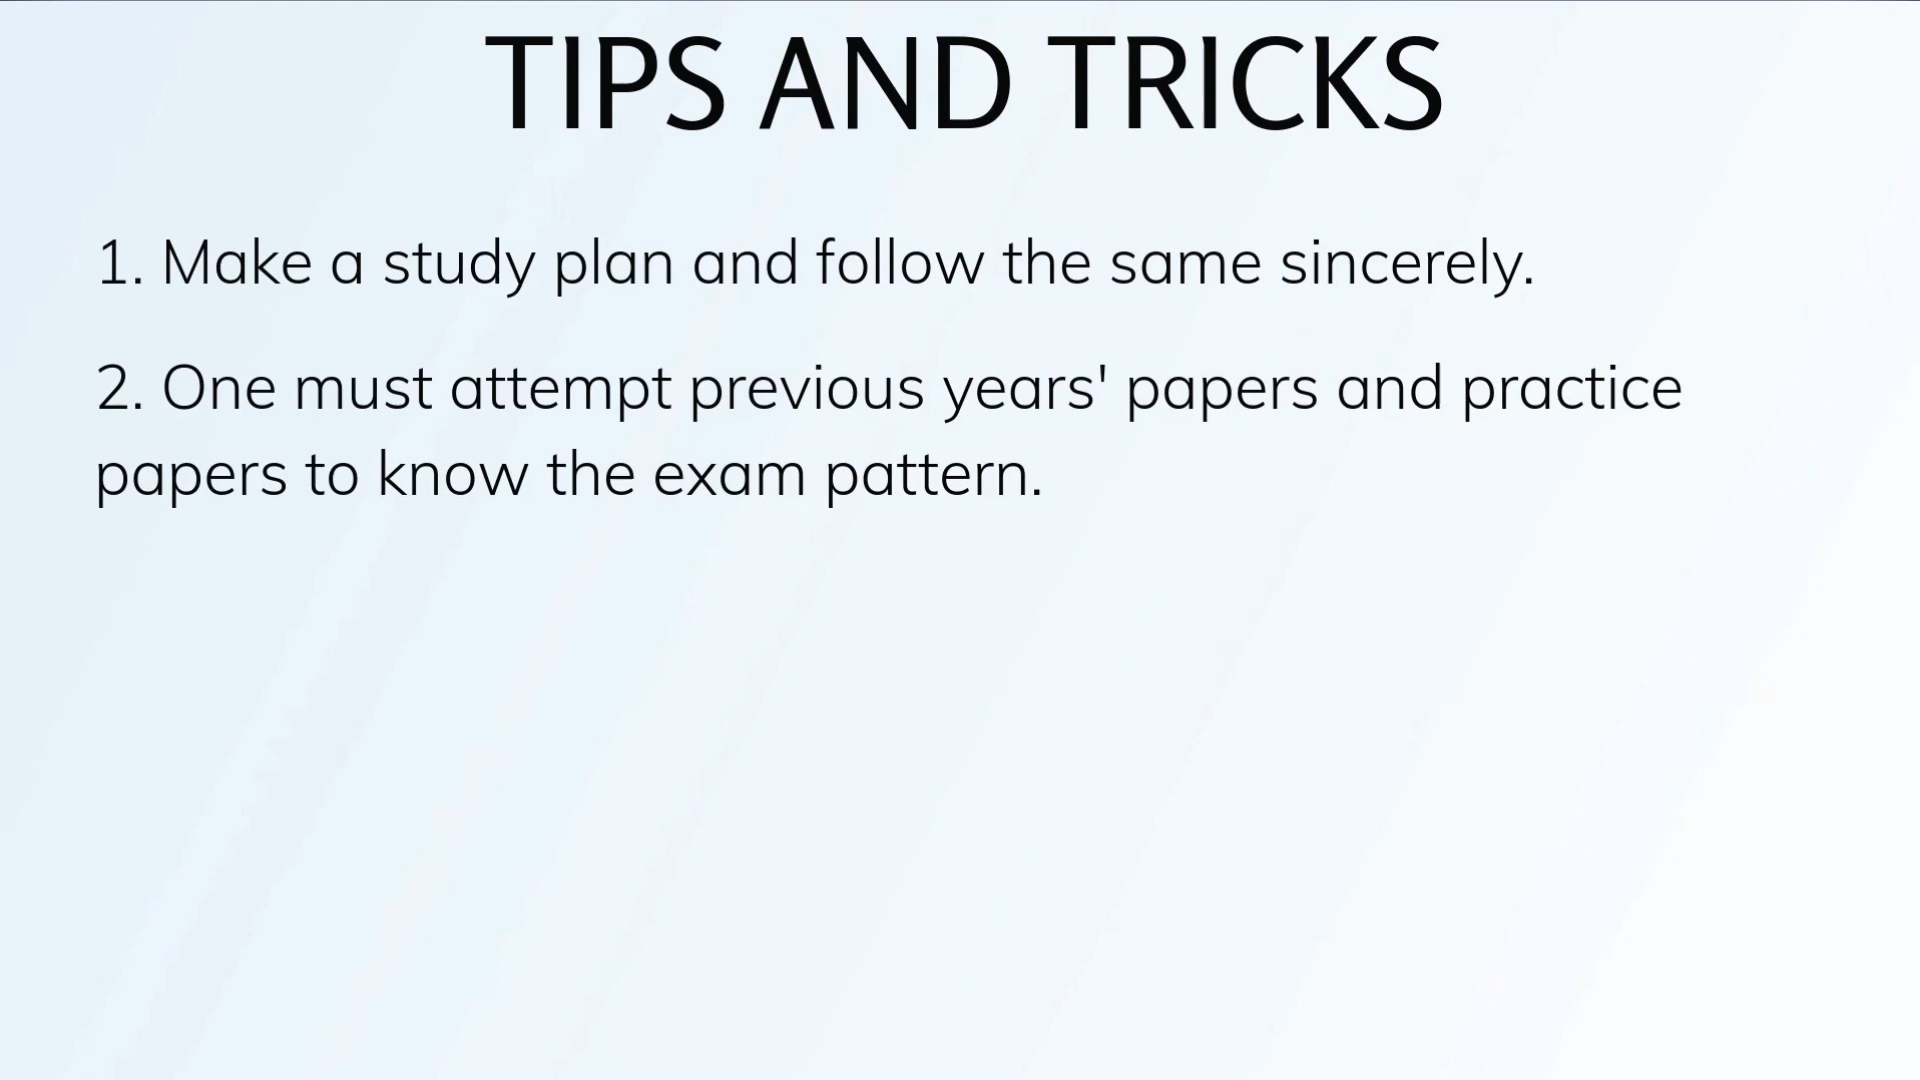 TIPS AND TRICKS
1. Make a study plan and follow the same sincerely.
2. One must attempt previous years' papers and practice
papers to know the exam pattern.